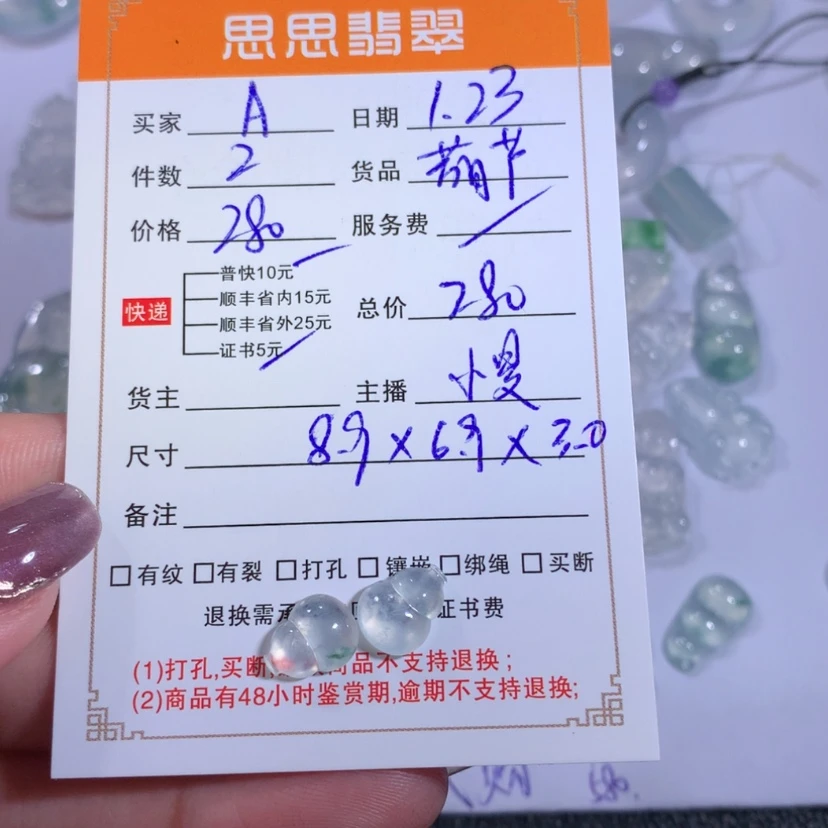 思思翡翠
买家 A 日期 1.23
件数 2 货品 葫芦
价格 280 服务费 /
快递
普快10元
顺丰省内15元
顺丰省外25元
证书5元
总价 280
货主 主播 小曼
尺寸 8.9×6.9×3.0
备注
□有纹 □有裂 □打孔 □镶嵌 □绑绳 □买断
退换需承 证书费
(1)打孔,买断, 商品不支持退换;
(2)商品有48小时鉴赏期,逾期不支持退换;
580.